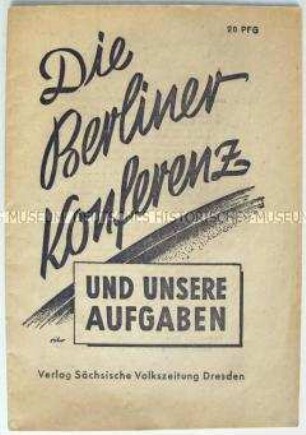 20 PFG
Die
Berliner
Konferenz
UND UNSERE
AUFGABEN
Verlag Sächsische Volkszeitung Dresden